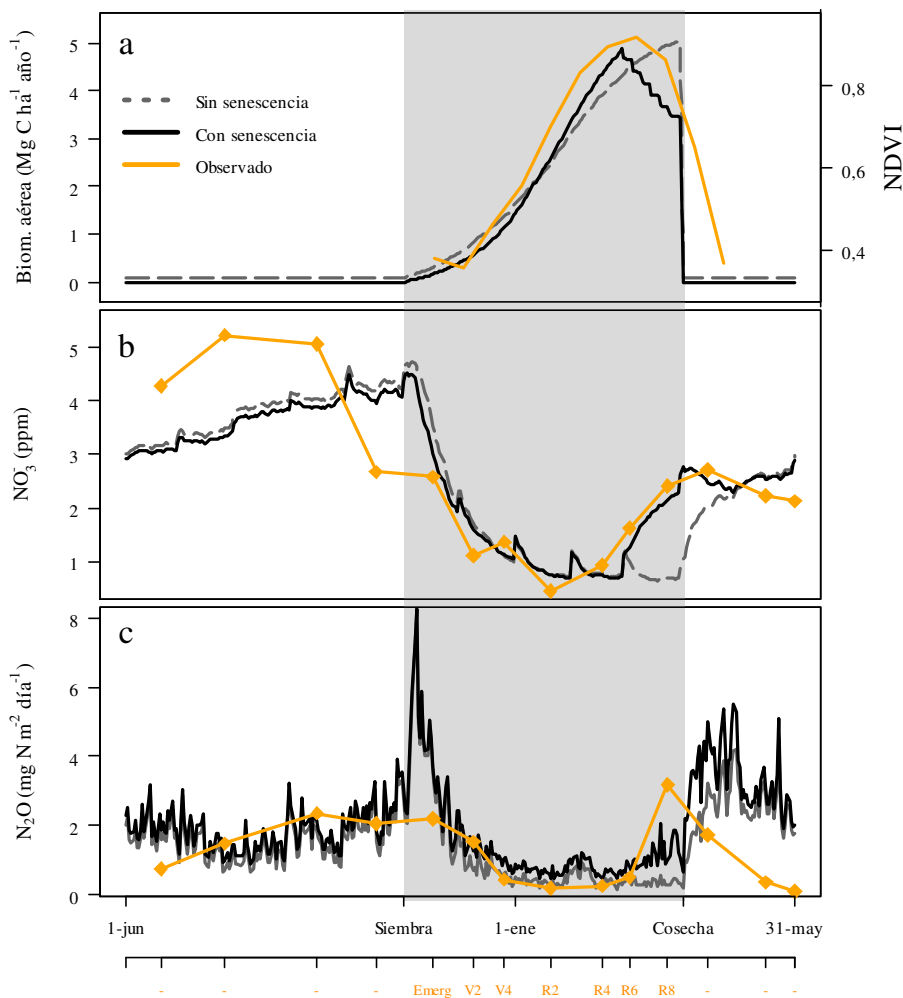 a
Biom. aérea (Mg C há⁻¹ año⁻¹)
5
4
3
2
1
0
Sin senescencia
Con senescencia
Observado
NDVI
0,8
0,6
0,4
b
NO₃⁻ (ppm)
5
4
3
2
1
c
N₂O (mg N m⁻² día⁻¹)
8
6
4
2
0
1-jun Siembra 1-ene Cosecha 31-may
- - - - Emerg V2 V4 R2 R4 R6 R8 - - -